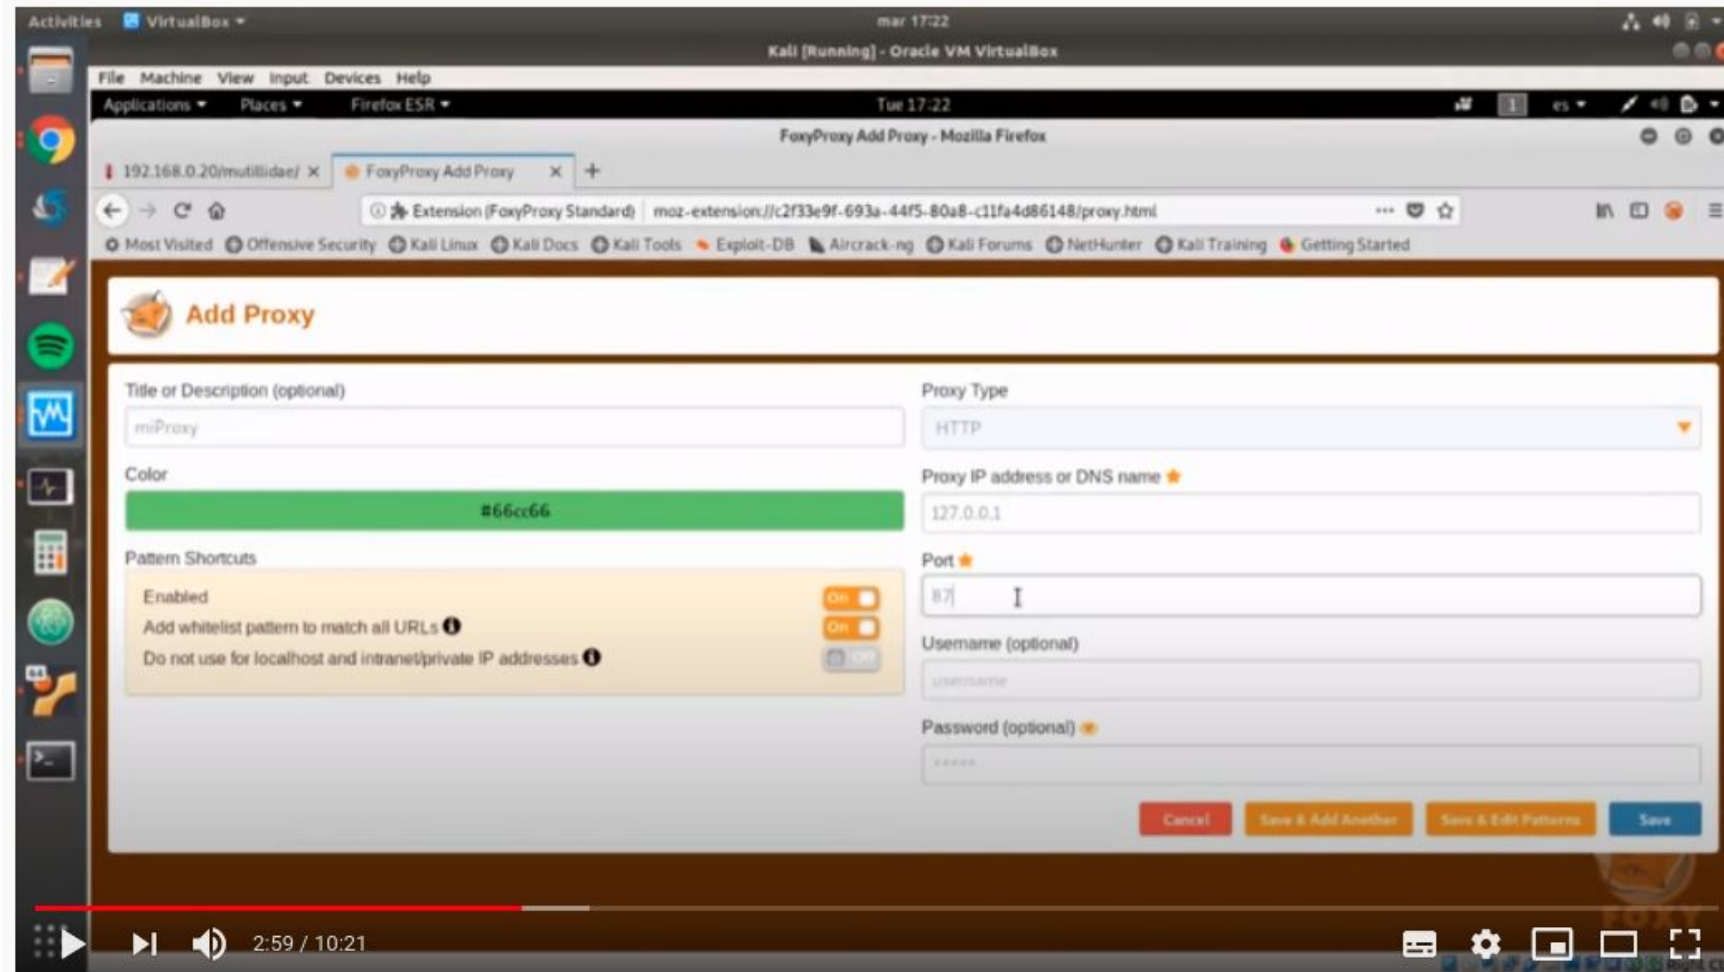 Activities VirtualBox mar 17:22
Kali [Running] - Oracle VM VirtualBox
File Machine View Input Devices Help
Applications Places Firefox ESR Tue 17:22 1 es
FoxyProxy Add Proxy - Mozilla Firefox
192.168.0.20/mutillidae/ FoxyProxy Add Proxy
Extension (FoxyProxy Standard) moz-extension://c2f33e9f-693a-44f5-80a8-c11fa4d86148/proxy.html
Most Visited Offensive Security Kali Linux Kali Docs Kali Tools Exploit-DB Aircrack-ng Kali Forums NetHunter Kali Training Getting Started
Add Proxy
Title or Description (optional)
miProxy
Color
#66cc66
Pattern Shortcuts
Enabled On
Add whitelist pattern to match all URLs On
Do not use for localhost and intranet/private IP addresses Off
Proxy Type
HTTP
Proxy IP address or DNS name
127.0.0.1
Port
87
Username (optional)
username
Password (optional)
*****
Cancel Save & Add Another Save & Edit Patterns Save
FOXY
64
2:59 / 10:21